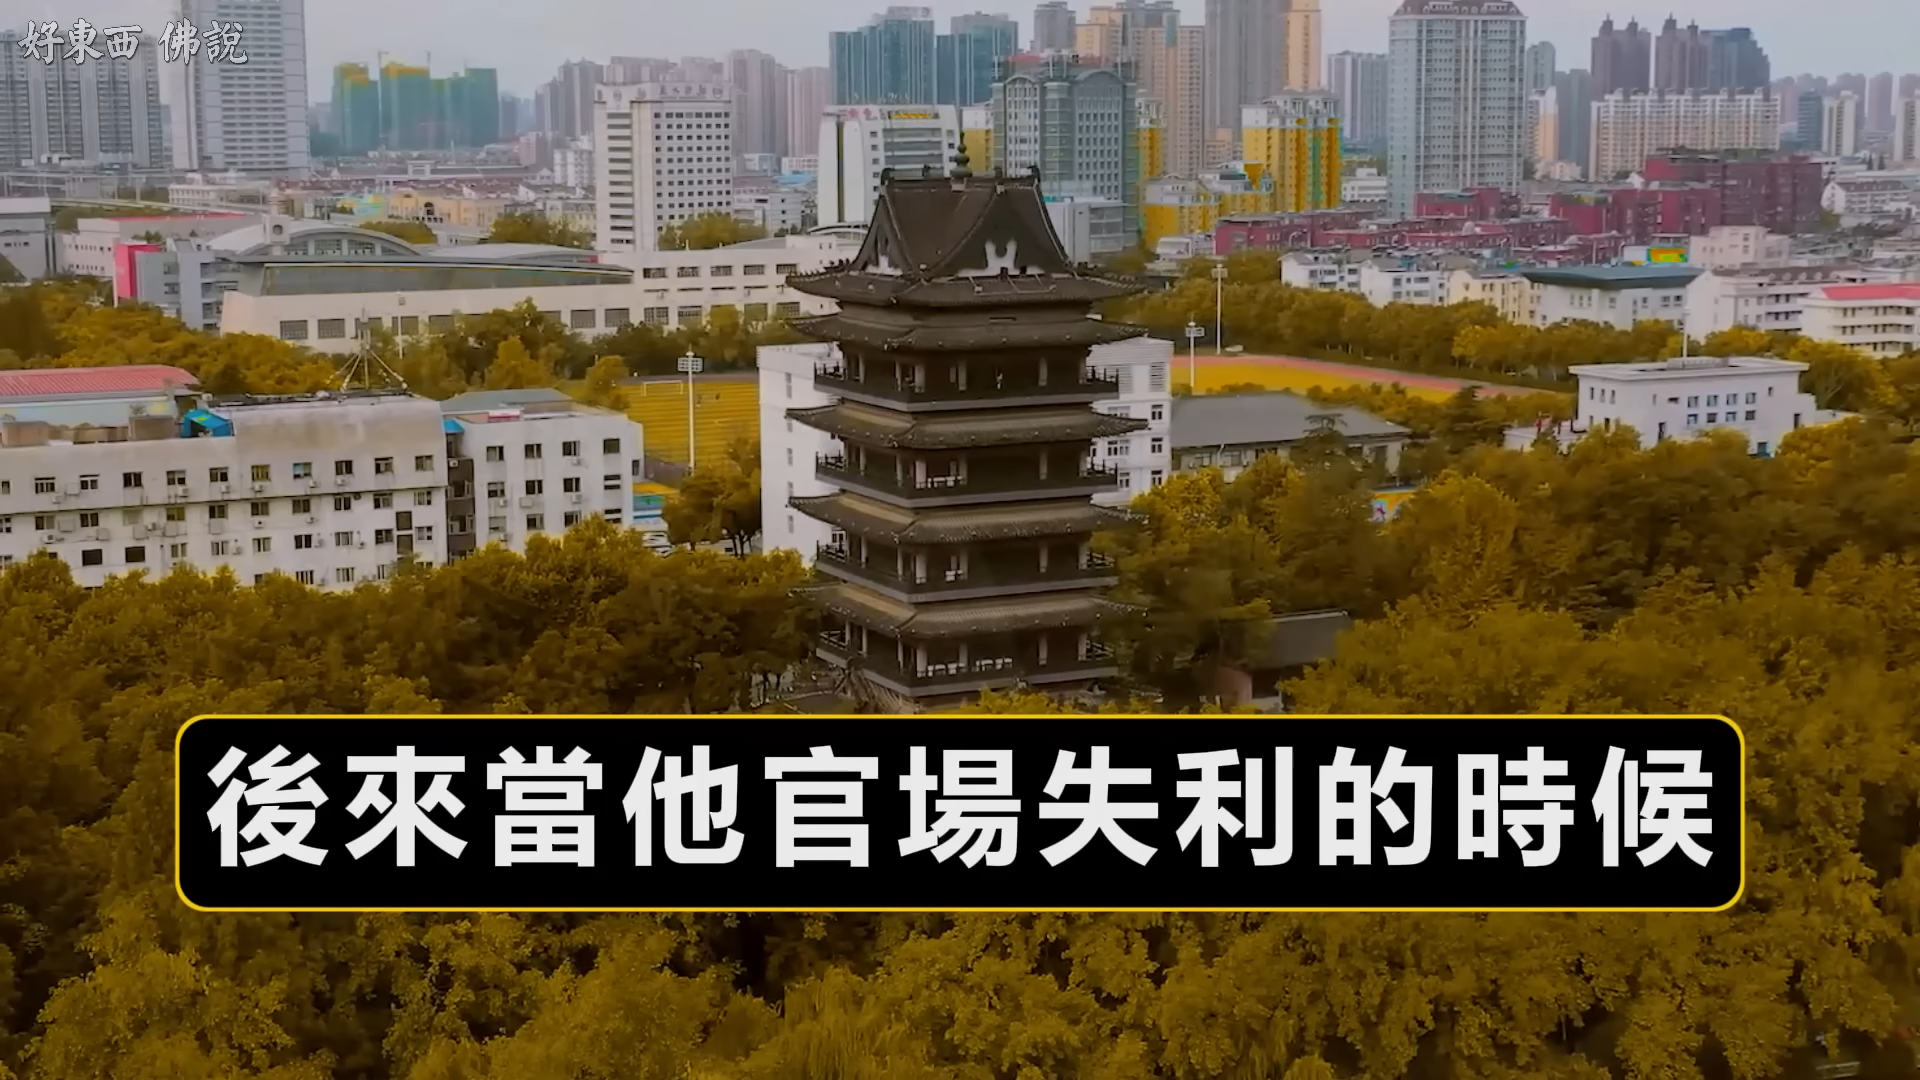 好東西 佛說
後來當他官場失利的時候